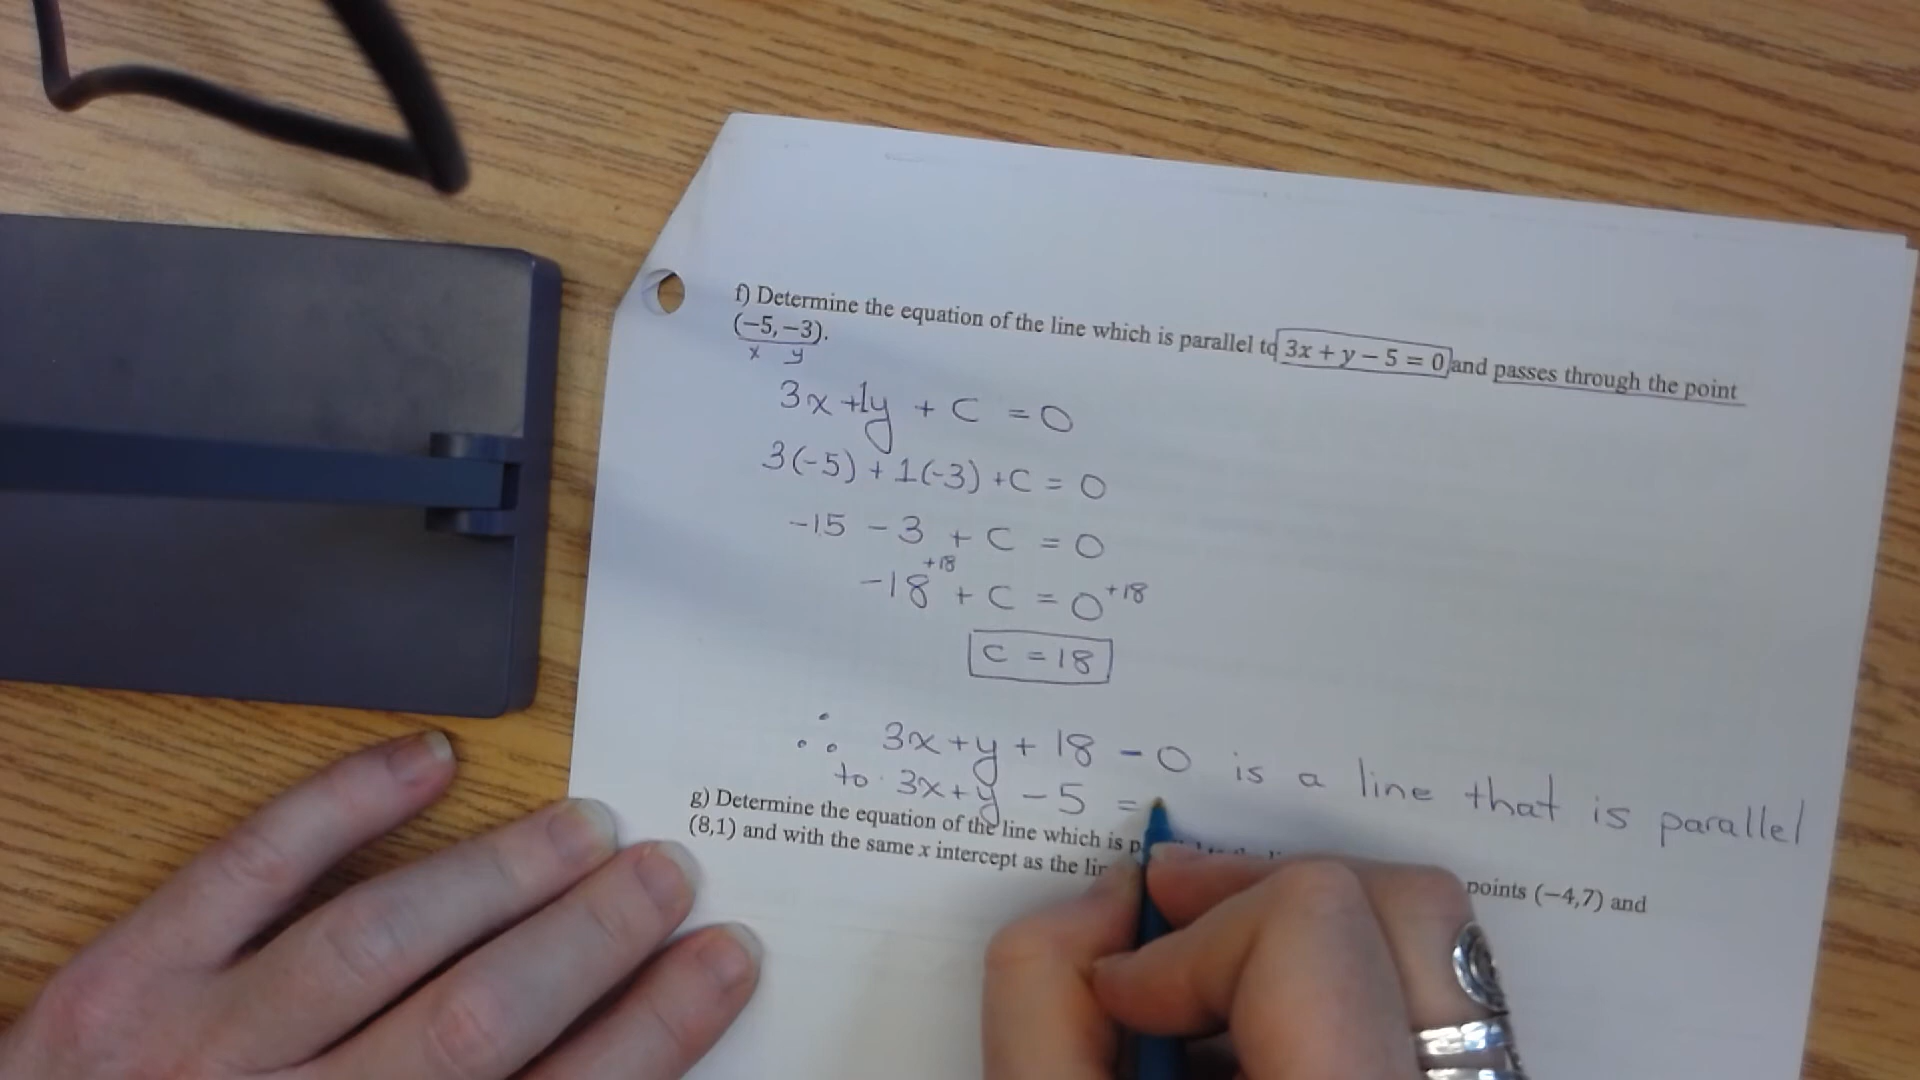 f) Determine the equation of the line which is parallel to 3x + y − 5 = 0 and passes through the point
(−5, −3).
x y
3x +1y + C = 0
3(-5) + 1(-3) + C = 0
-15 - 3 + C = 0
+18
-18 + C = 0 +18
C = 18
∴ 3x + y + 18 - 0 is a line that is parallel
to 3x + y - 5 =
g) Determine the equation of the line which is points (−4,7) and
(8,1) and with the same x intercept as the